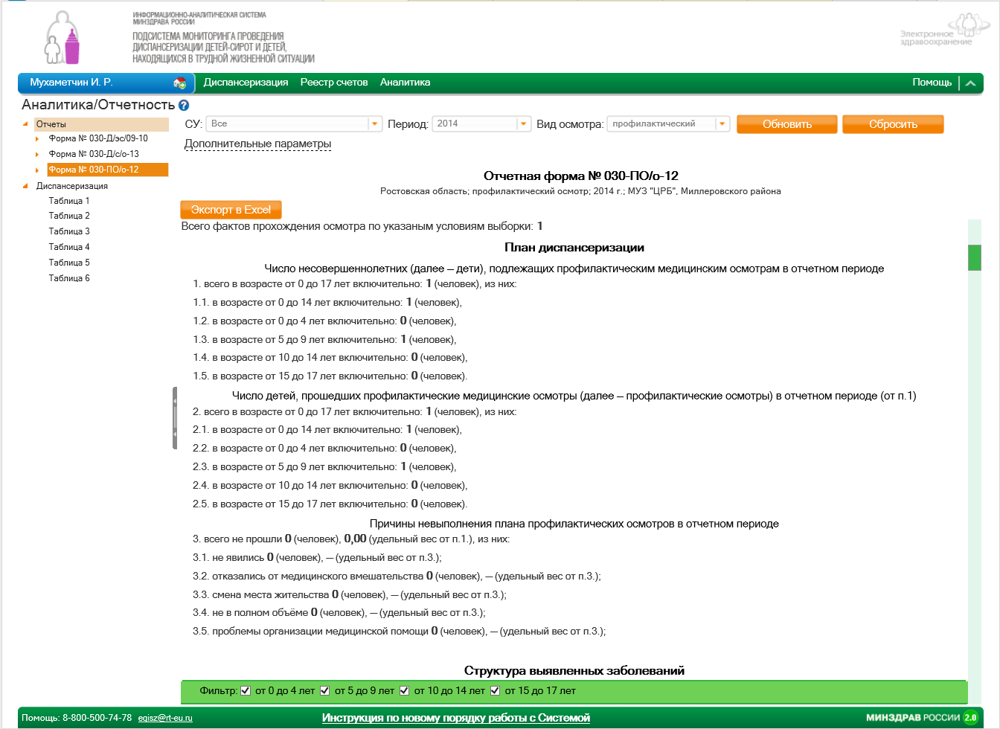 ИНФОРМАЦИОННО-АНАЛИТИЧЕСКАЯ СИСТЕМА
МИНЗДРАВА РОССИИ
ПОДСИСТЕМА МОНИТОРИНГА ПРОВЕДЕНИЯ
ДИСПАНСЕРИЗАЦИИ ДЕТЕЙ-СИРОТ И ДЕТЕЙ,
НАХОДЯЩИХСЯ В ТРУДНОЙ ЖИЗНЕННОЙ СИТУАЦИИ
Электронное
здравоохранение
Мухаметчин И. Р. Диспансеризация Реестр счетов Аналитика Помощь
Аналитика/Отчетность ?
Отчеты
Форма № 030-Д/эс/09-10
Форма № 030-Д/с/о-13
Форма № 030-ПО/о-12
Диспансеризация
Таблица 1
Таблица 2
Таблица 3
Таблица 4
Таблица 5
Таблица 6
СУ: Все Период: 2014 Вид осмотра: профилактический Обновить Сбросить
Дополнительные параметры
Отчетная форма № 030-ПО/о-12
Ростовская область; профилактический осмотр; 2014 г.; МУЗ "ЦРБ", Миллеровского района
Экспорт в Excel
Всего фактов прохождения осмотра по указаным условиям выборки: 1
План диспансеризации
Число несовершеннолетних (далее – дети), подлежащих профилактическим медицинским осмотрам в отчетном периоде
1. всего в возрасте от 0 до 17 лет включительно: 1 (человек), из них:
1.1. в возрасте от 0 до 14 лет включительно: 1 (человек),
1.2. в возрасте от 0 до 4 лет включительно: 0 (человек),
1.3. в возрасте от 5 до 9 лет включительно: 1 (человек),
1.4. в возрасте от 10 до 14 лет включительно: 0 (человек),
1.5. в возрасте от 15 до 17 лет включительно: 0 (человек).
Число детей, прошедших профилактические медицинские осмотры (далее – профилактические осмотры) в отчетном периоде (от п.1)
2. всего в возрасте от 0 до 17 лет включительно: 1 (человек), из них:
2.1. в возрасте от 0 до 14 лет включительно: 1 (человек),
2.2. в возрасте от 0 до 4 лет включительно: 0 (человек),
2.3. в возрасте от 5 до 9 лет включительно: 1 (человек),
2.4. в возрасте от 10 до 14 лет включительно: 0 (человек),
2.5. в возрасте от 15 до 17 лет включительно: 0 (человек).
Причины невыполнения плана профилактических осмотров в отчетном периоде
3. всего не прошли 0 (человек), 0,00 (удельный вес от п.1.), из них:
3.1. не явились 0 (человек), – (удельный вес от п.3.);
3.2. отказались от медицинского вмешательства 0 (человек), – (удельный вес от п.3.);
3.3. смена места жительства 0 (человек), – (удельный вес от п.3.);
3.4. не в полном объёме 0 (человек), – (удельный вес от п.3.);
3.5. проблемы организации медицинской помощи 0 (человек), – (удельный вес от п.3.);
Структура выявленных заболеваний
Фильтр: от 0 до 4 лет от 5 до 9 лет от 10 до 14 лет от 15 до 17 лет
Помощь: 8-800-500-74-78 egisz@rt-eu.ru Инструкция по новому порядку работы с Системой МИНЗДРАВ РОССИИ 2.0